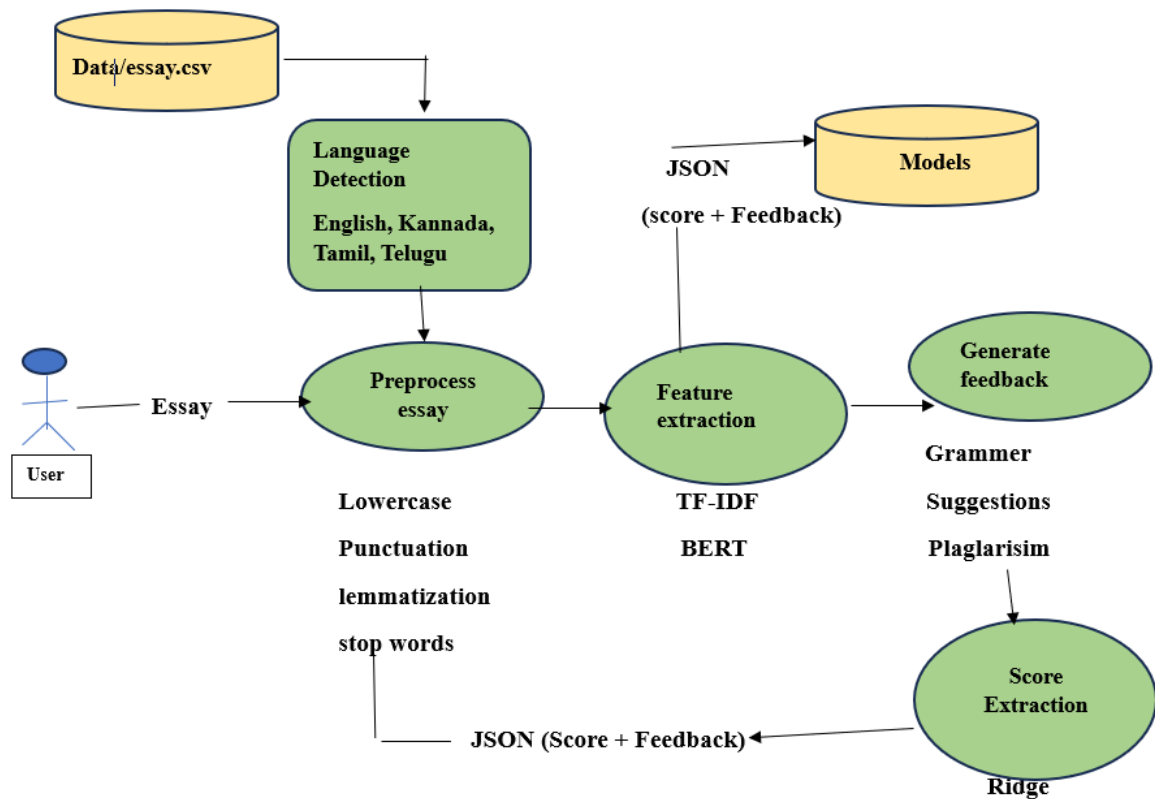 Data/essay.csv
Language
Detection
English, Kannada,
Tamil, Telugu
JSON
(score + Feedback)
Models
User
Essay
Preprocess
essay
Feature
extraction
Generate
feedback
Lowercase
Punctuation
lemmatization
stop words
TF-IDF
BERT
Grammer
Suggestions
Plaglarisim
Score
Extraction
Ridge
JSON (Score + Feedback)